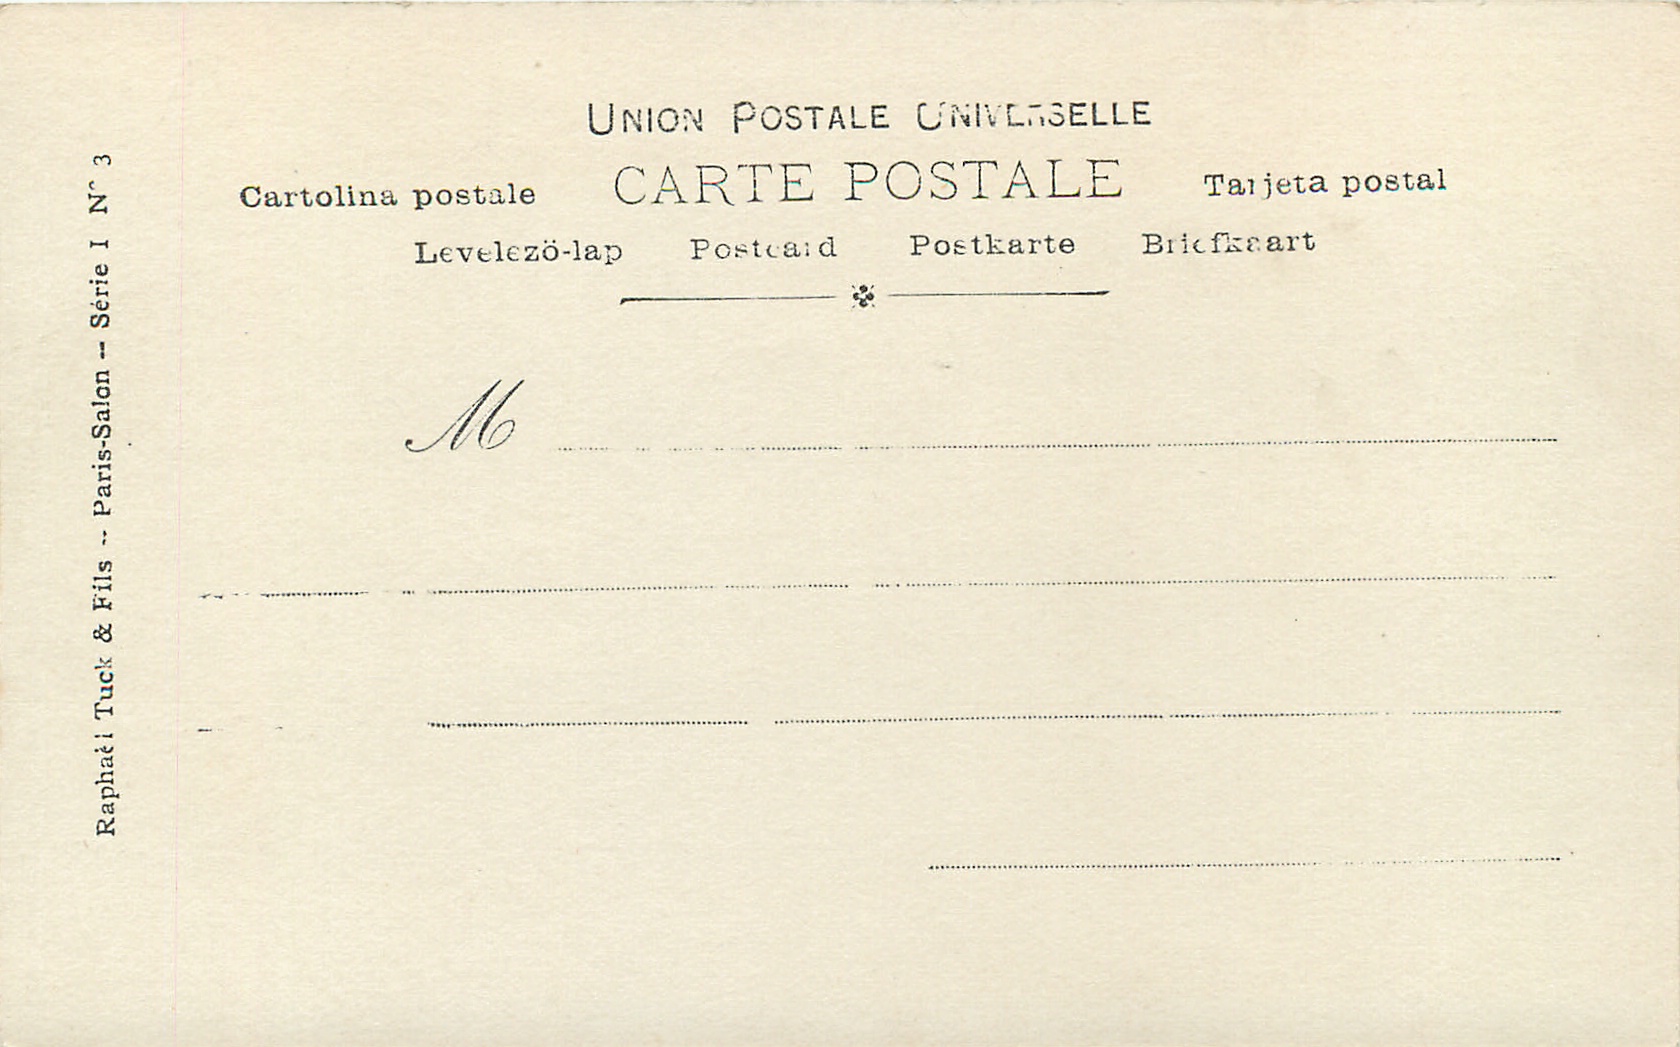 UNION POSTALE UNIVERSELLE
Cartolina postale CARTE POSTALE Tarjeta postal
Levelezö-lap Postcard Postkarte Briefkaart
M
Raphaël Tuck & Fils -- Paris-Salon -- Série I N° 3